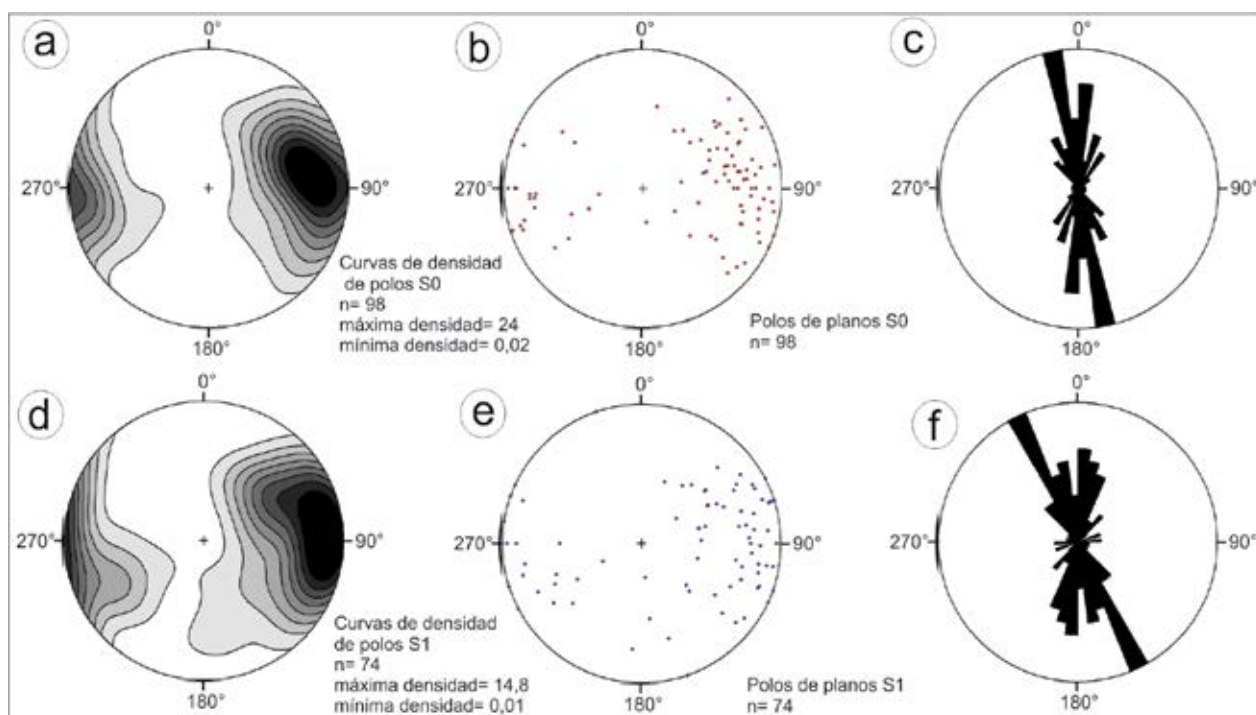 a
0°
270°
90°
180°
Curvas de densidad
de polos S0
n= 98
máxima densidad= 24
mínima densidad= 0,02
b
0°
270°
90°
180°
Polos de planos S0
n= 98
c
0°
270°
90°
180°
d
0°
270°
90°
180°
Curvas de densidad
de polos S1
n= 74
máxima densidad= 14,8
mínima densidad= 0,01
e
0°
270°
90°
180°
Polos de planos S1
n= 74
f
0°
270°
90°
180°